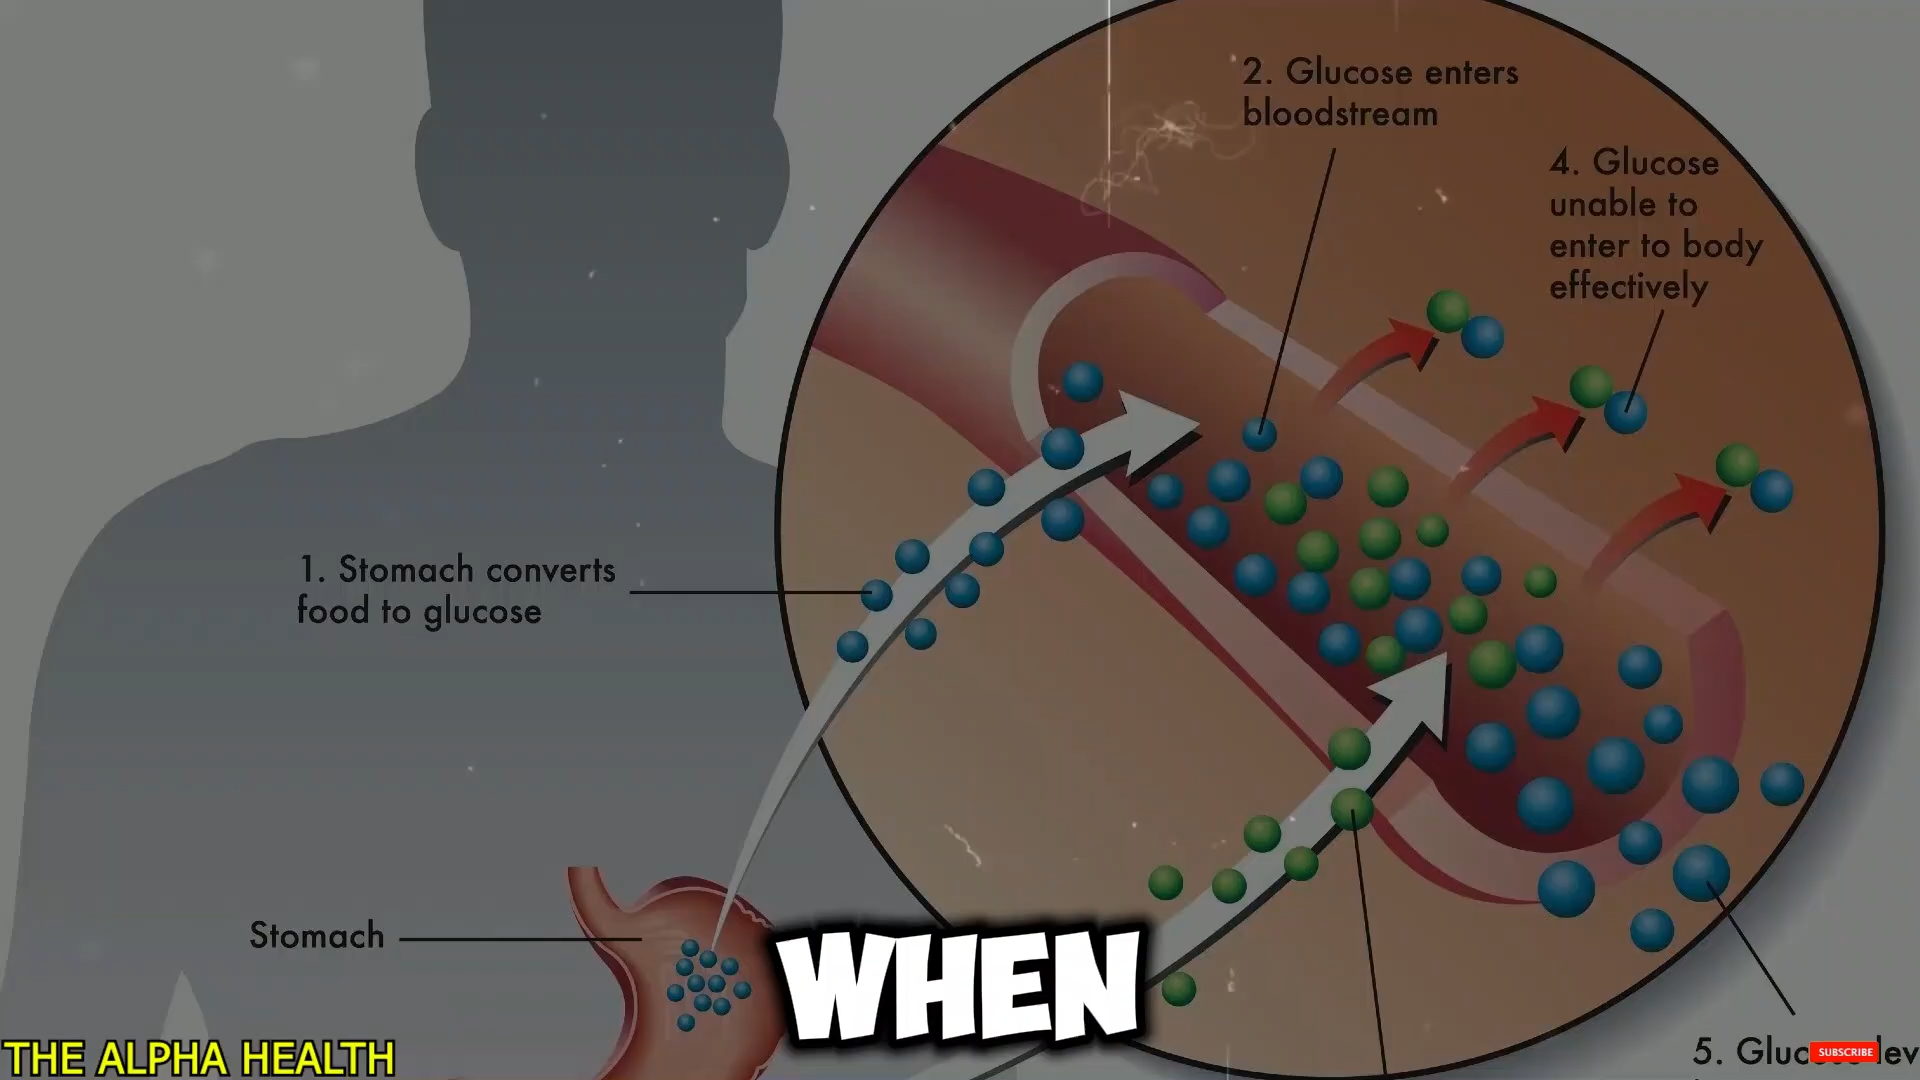 2. Glucose enters
bloodstream
4. Glucose
unable to
enter to body
effectively
1. Stomach converts
food to glucose
Stomach
WHEN
THE ALPHA HEALTH
5.
SUBSCRIBE